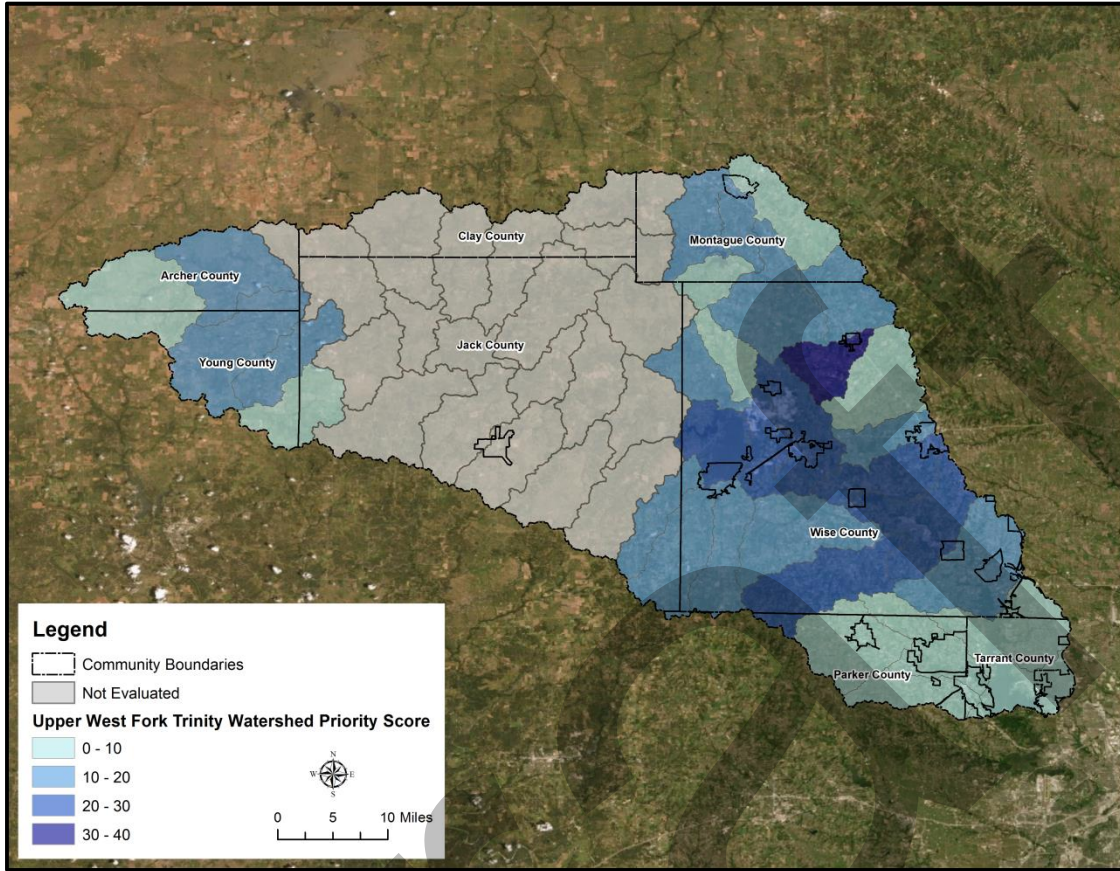 Clay County
Montague County
Archer County
Jack County
Young County
Wise County
Tarrant County
Parker County
Legend
Community Boundaries
Not Evaluated
Upper West Fork Trinity Watershed Priority Score
0 - 10
10 - 20
20 - 30
30 - 40
N
W E
S
0 5 10 Miles